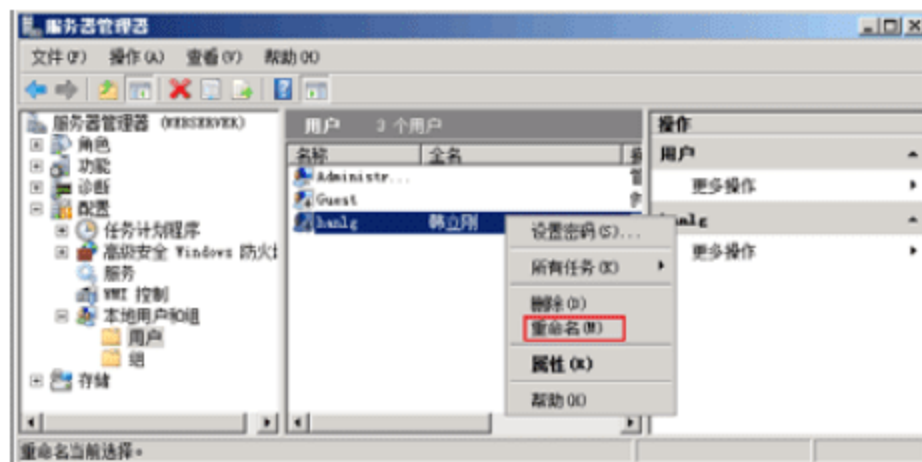 服务器管理器
文件(F) 操作(A) 查看(V) 帮助(H)
服务器管理器 (WEBSERVER)
角色
功能
诊断
配置
任务计划程序
高级安全 Windows 防火
服务
WMI 控制
本地用户和组
用户
组
存储
用户 3 个用户
名称 全名
Administr...
Guest
hanlg 韩立刚
设置密码(S)...
所有任务(K)
删除(D)
重命名(M)
属性(R)
帮助(H)
操作
用户
更多操作
更多操作
重命名当前选择。